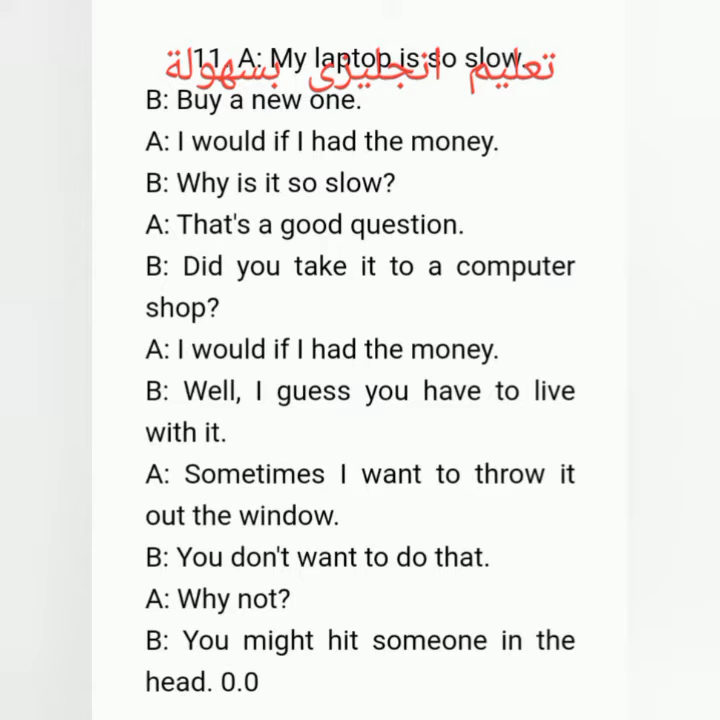 تعليم انجليزى بسهولة
11. A: My laptop is so slow.
B: Buy a new one.
A: I would if I had the money.
B: Why is it so slow?
A: That's a good question.
B: Did you take it to a computer
shop?
A: I would if I had the money.
B: Well, I guess you have to live
with it.
A: Sometimes I want to throw it
out the window.
B: You don't want to do that.
A: Why not?
B: You might hit someone in the
head. 0.0